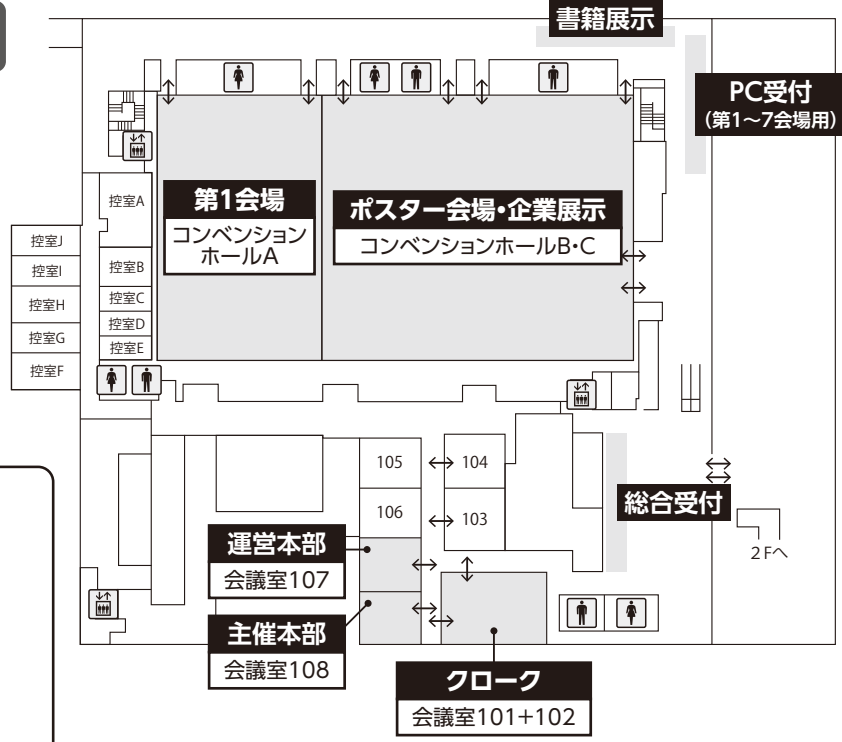 書籍展示
PC受付
(第1～7会場用)
第1会場
コンベンション
ホールA
ポスター会場・企業展示
コンベンションホールB・C
控室A
控室B
控室C
控室D
控室E
控室J
控室I
控室H
控室G
控室F
105
104
106
103
総合受付
2Fへ
運営本部
会議室107
主催本部
会議室108
クローク
会議室101+102